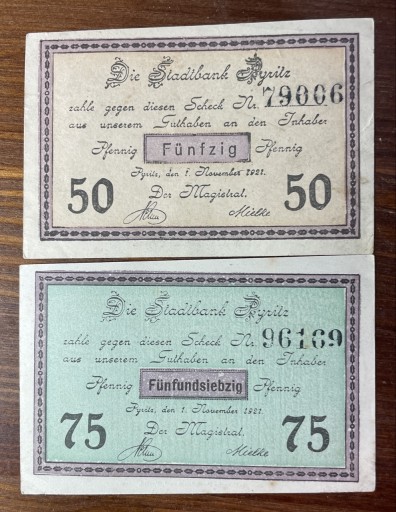 Die Stadtbank Pyritz
zahle gegen diesen Scheck Nr. 79006
aus unserem Guthaben an den Inhaber
Pfennig Fünfzig Pfennig
Pyritz, den 1. November 1921.
50 Der Magistrat. 50
Mielke
Die Stadtbank Pyritz
zahle gegen diesen Scheck Nr. 96169
aus unserem Guthaben an den Inhaber
Pfennig Fünfundsiebzig Pfennig
Pyritz, den 1. November 1921.
75 Der Magistrat. 75
Mielke